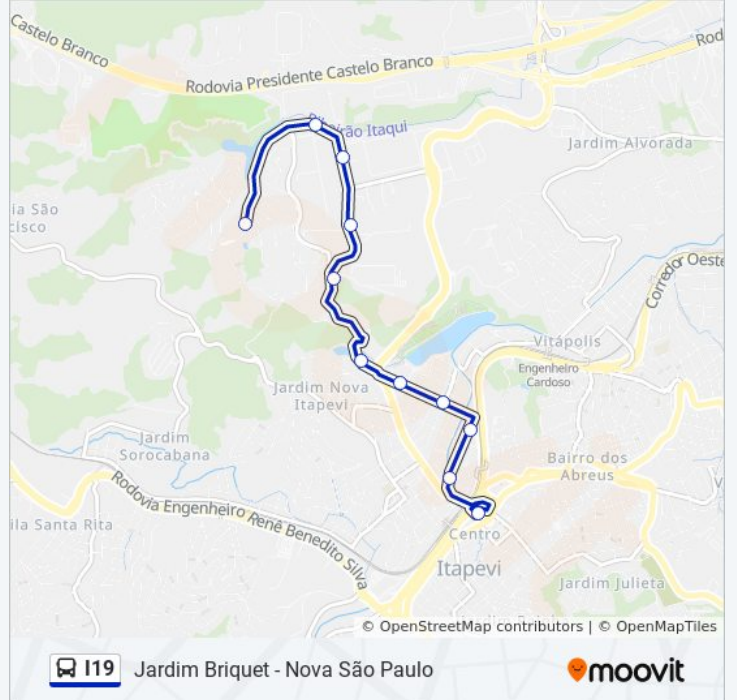 Castelo Branco
Rodovia Presidente Castelo Branco
Rod
Ribeirão Itaqui
Jardim Alvorada
ia São
cisco
Corredor Oeste
Vitápolis
Engenheiro
Cardoso
Jardim Nova
Itapevi
Jardim
Sorocabana
Bairro dos
Abreus
Rodovia Engenheiro Renê Benedito Silva
V
ila Santa Rita
Centro
Itapevi
Jardim Julieta
© OpenStreetMap contributors | © OpenMapTiles
I19 Jardim Briquet - Nova São Paulo
moovit